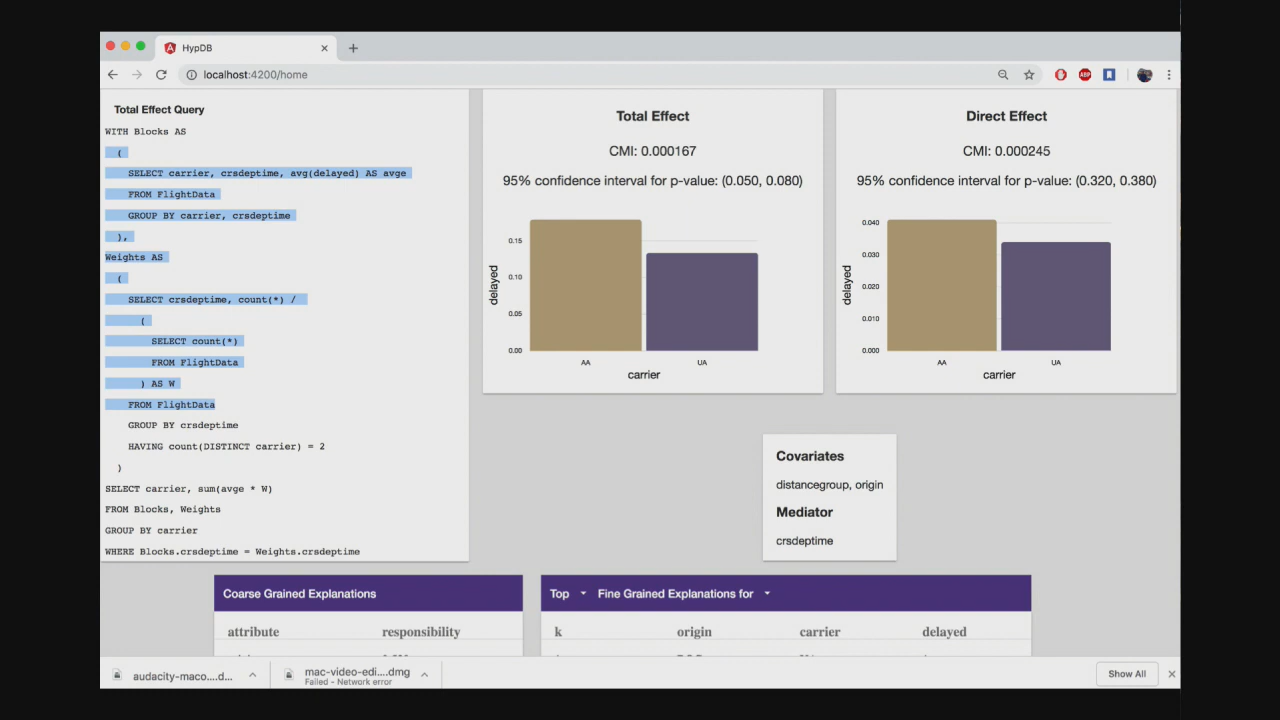 HypDB
localhost:4200/home
ABP
Total Effect Query
WITH Blocks AS
(
SELECT carrier, crsdeptime, avg(delayed) AS avge
FROM FlightData
GROUP BY carrier, crsdeptime
),
Weights AS
(
SELECT crsdeptime, count(*) /
(
SELECT count(*)
FROM FlightData
) AS W
FROM FlightData
GROUP BY crsdeptime
HAVING count(DISTINCT carrier) = 2
)
SELECT carrier, sum(avge * W)
FROM Blocks, Weights
GROUP BY carrier
WHERE Blocks.crsdeptime = Weights.crsdeptime
Total Effect
CMI: 0.000167
95% confidence interval for p-value: (0.050, 0.080)
0.15
0.10
0.05
0.00
delayed
AA UA
carrier
Direct Effect
CMI: 0.000245
95% confidence interval for p-value: (0.320, 0.380)
0.040
0.030
0.020
0.010
0.000
delayed
AA UA
carrier
Covariates
distancegroup, origin
Mediator
crsdeptime
Coarse Grained Explanations
attribute responsibility
Top Fine Grained Explanations for
k origin carrier delayed
audacity-maco....d...
mac-video-edi....dmg
Failed - Network error
Show All